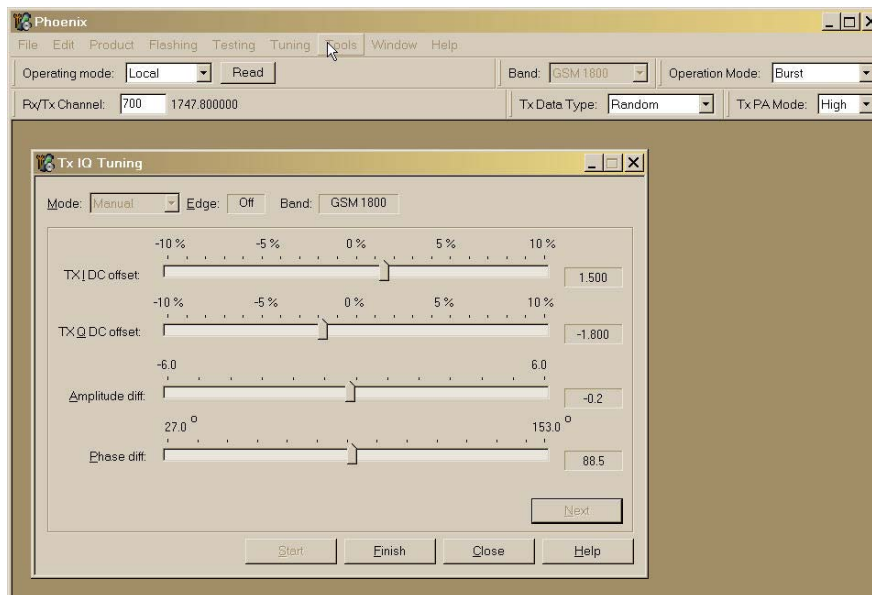 Phoenix
File Edit Product Flashing Testing Tuning Tools Window Help
Operating mode: Local Read Band: GSM 1800 Operation Mode: Burst
Rx/Tx Channel: 700 1747.800000 Tx Data Type: Random Tx PA Mode: High
Tx IQ Tuning
Mode: Manual Edge: Off Band: GSM 1800
-10 % -5 % 0 % 5 % 10 %
TX I DC offset: 1.500
-10 % -5 % 0 % 5 % 10 %
TX Q DC offset: -1.800
-6.0 6.0
Amplitude diff: -0.2
27.0 ° 153.0 °
Phase diff: 88.5
Next
Start Finish Close Help